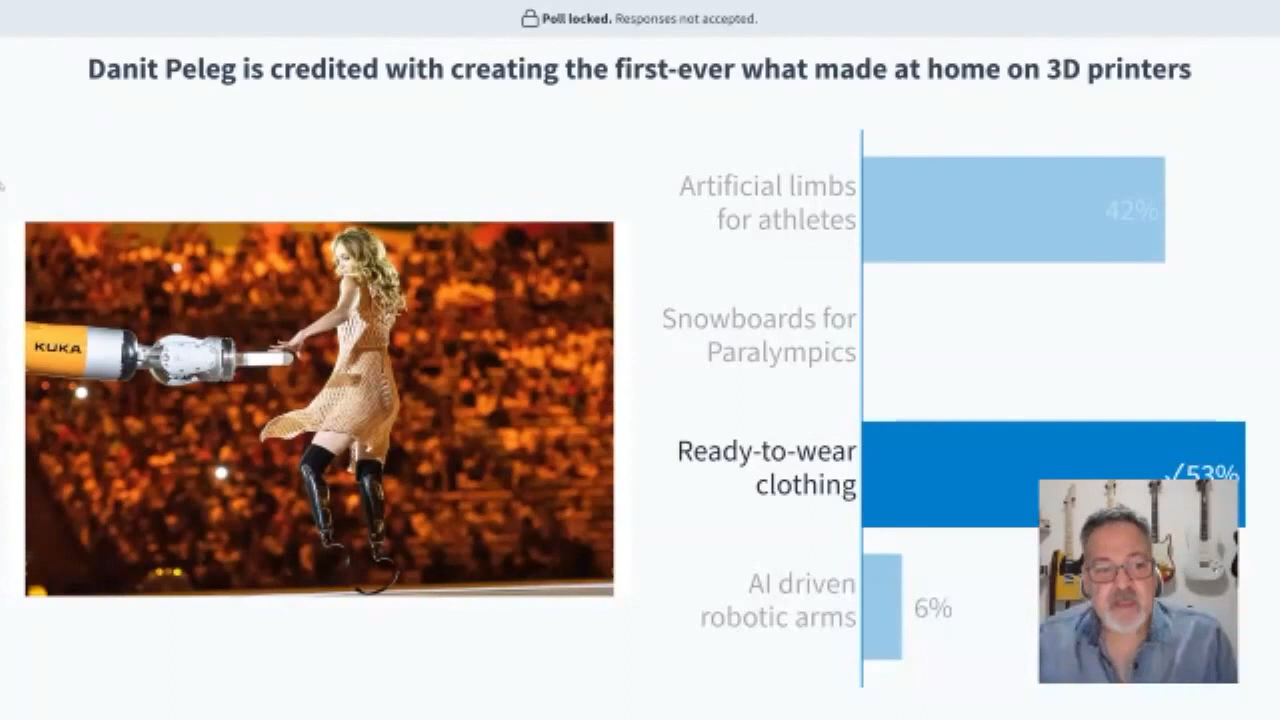 Poll locked. Responses not accepted.
Danit Peleg is credited with creating the first-ever what made at home on 3D printers
Artificial limbs
for athletes
42%
Snowboards for
Paralympics
KUKA
Ready-to-wear
clothing
✓53%
AI driven
robotic arms
6%